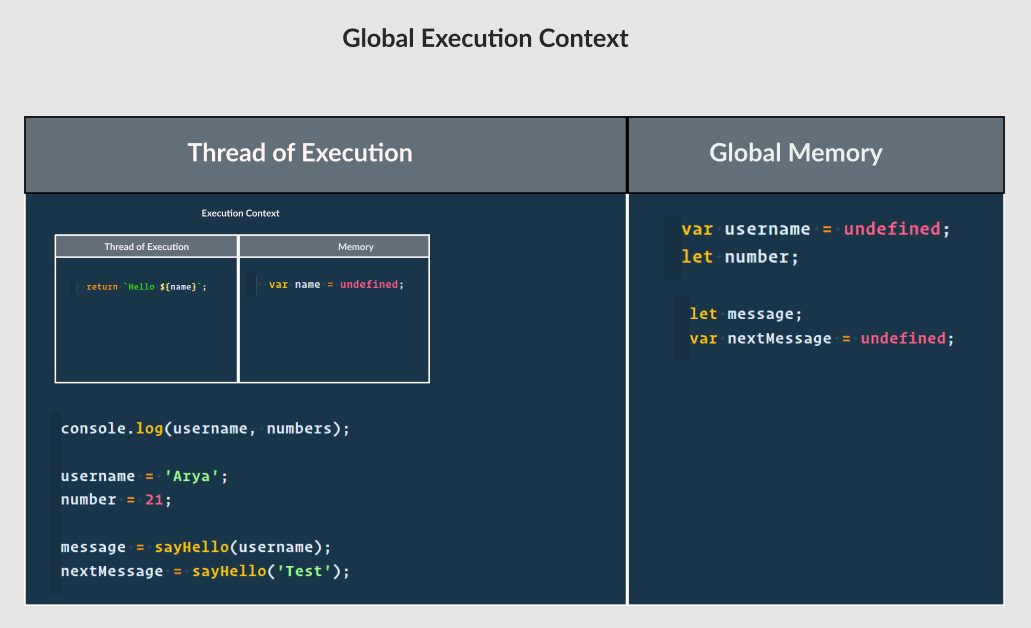 Global Execution Context
Thread of Execution
Global Memory
Execution Context
Thread of Execution
Memory
return `Hello ${name}`;
var name = undefined;
console.log(username, numbers);
username = 'Arya';
number = 21;
message = sayHello(username);
nextMessage = sayHello('Test');
var username = undefined;
let number;
let message;
var nextMessage = undefined;